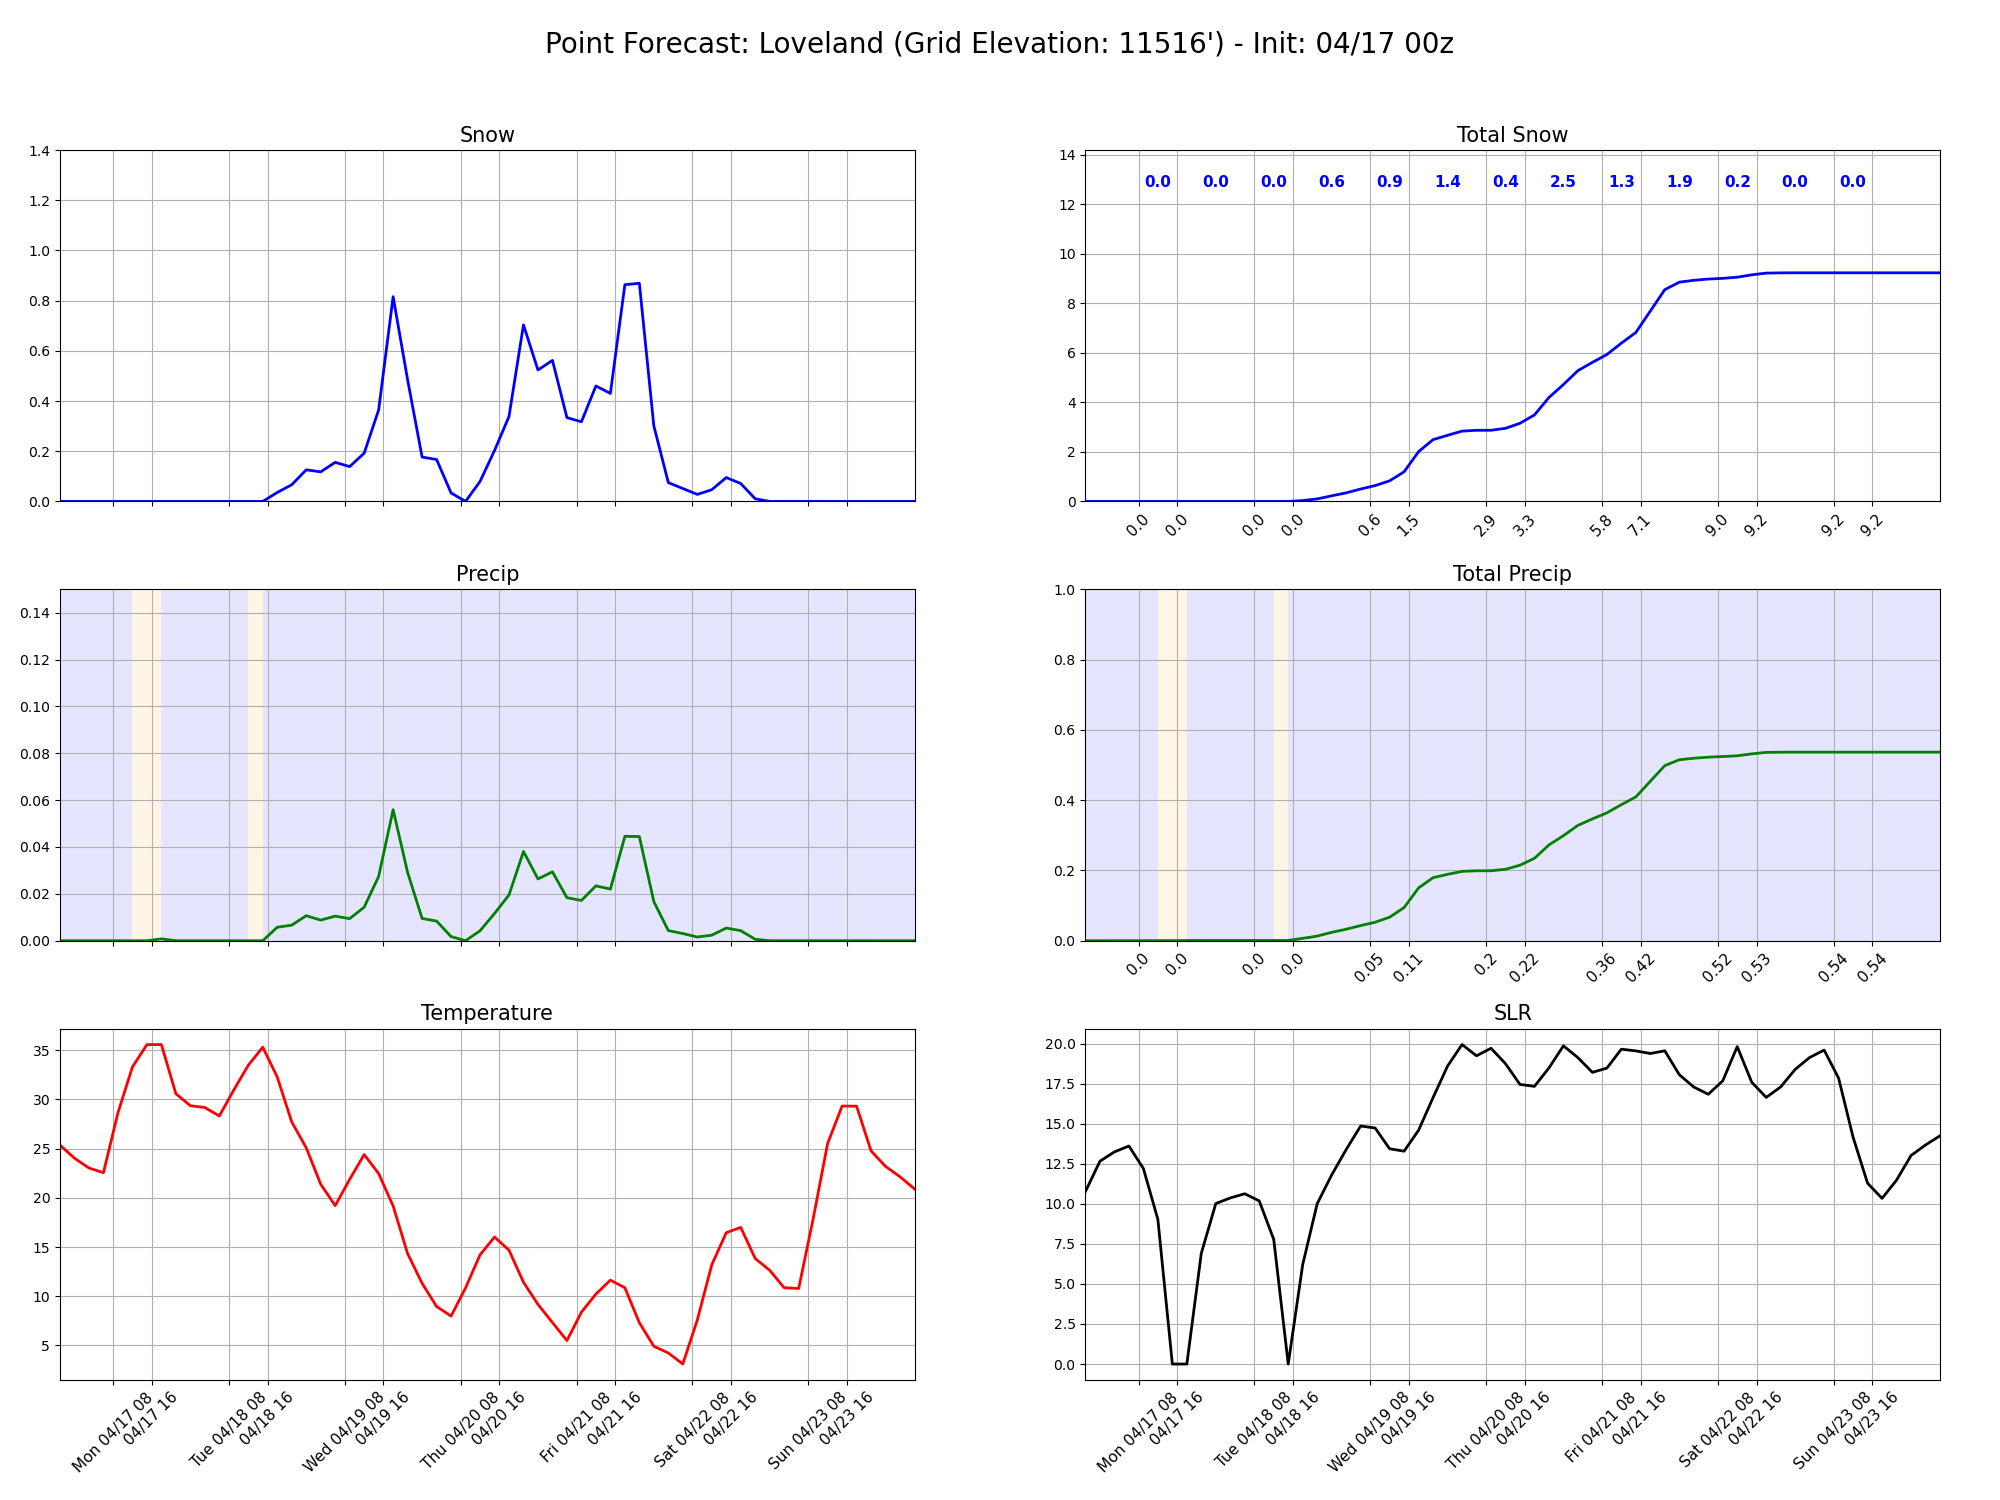 Point Forecast: Loveland (Grid Elevation: 11516') - Init: 04/17 00z
Snow
1.4
1.2
1.0
0.8
0.6
0.4
0.2
0.0
Total Snow
14
12
10
8
6
4
2
0
0.0 0.0 0.0 0.6 0.9 1.4 0.4 2.5 1.3 1.9 0.2 0.0 0.0
0.0 0.0 0.0 0.0 0.6 1.5 2.9 3.3 5.8 7.1 9.0 9.2 9.2 9.2
Precip
0.14
0.12
0.10
0.08
0.06
0.04
0.02
0.00
Total Precip
1.0
0.8
0.6
0.4
0.2
0.0
0.0 0.0 0.0 0.0 0.05 0.11 0.2 0.22 0.36 0.42 0.52 0.53 0.54 0.54
Temperature
35
30
25
20
15
10
5
Mon 04/17 08
04/17 16
Tue 04/18 08
04/18 16
Wed 04/19 08
04/19 16
Thu 04/20 08
04/20 16
Fri 04/21 08
04/21 16
Sat 04/22 08
04/22 16
Sun 04/23 08
04/23 16
SLR
20.0
17.5
15.0
12.5
10.0
7.5
5.0
2.5
0.0
Mon 04/17 08
04/17 16
Tue 04/18 08
04/18 16
Wed 04/19 08
04/19 16
Thu 04/20 08
04/20 16
Fri 04/21 08
04/21 16
Sat 04/22 08
04/22 16
Sun 04/23 08
04/23 16